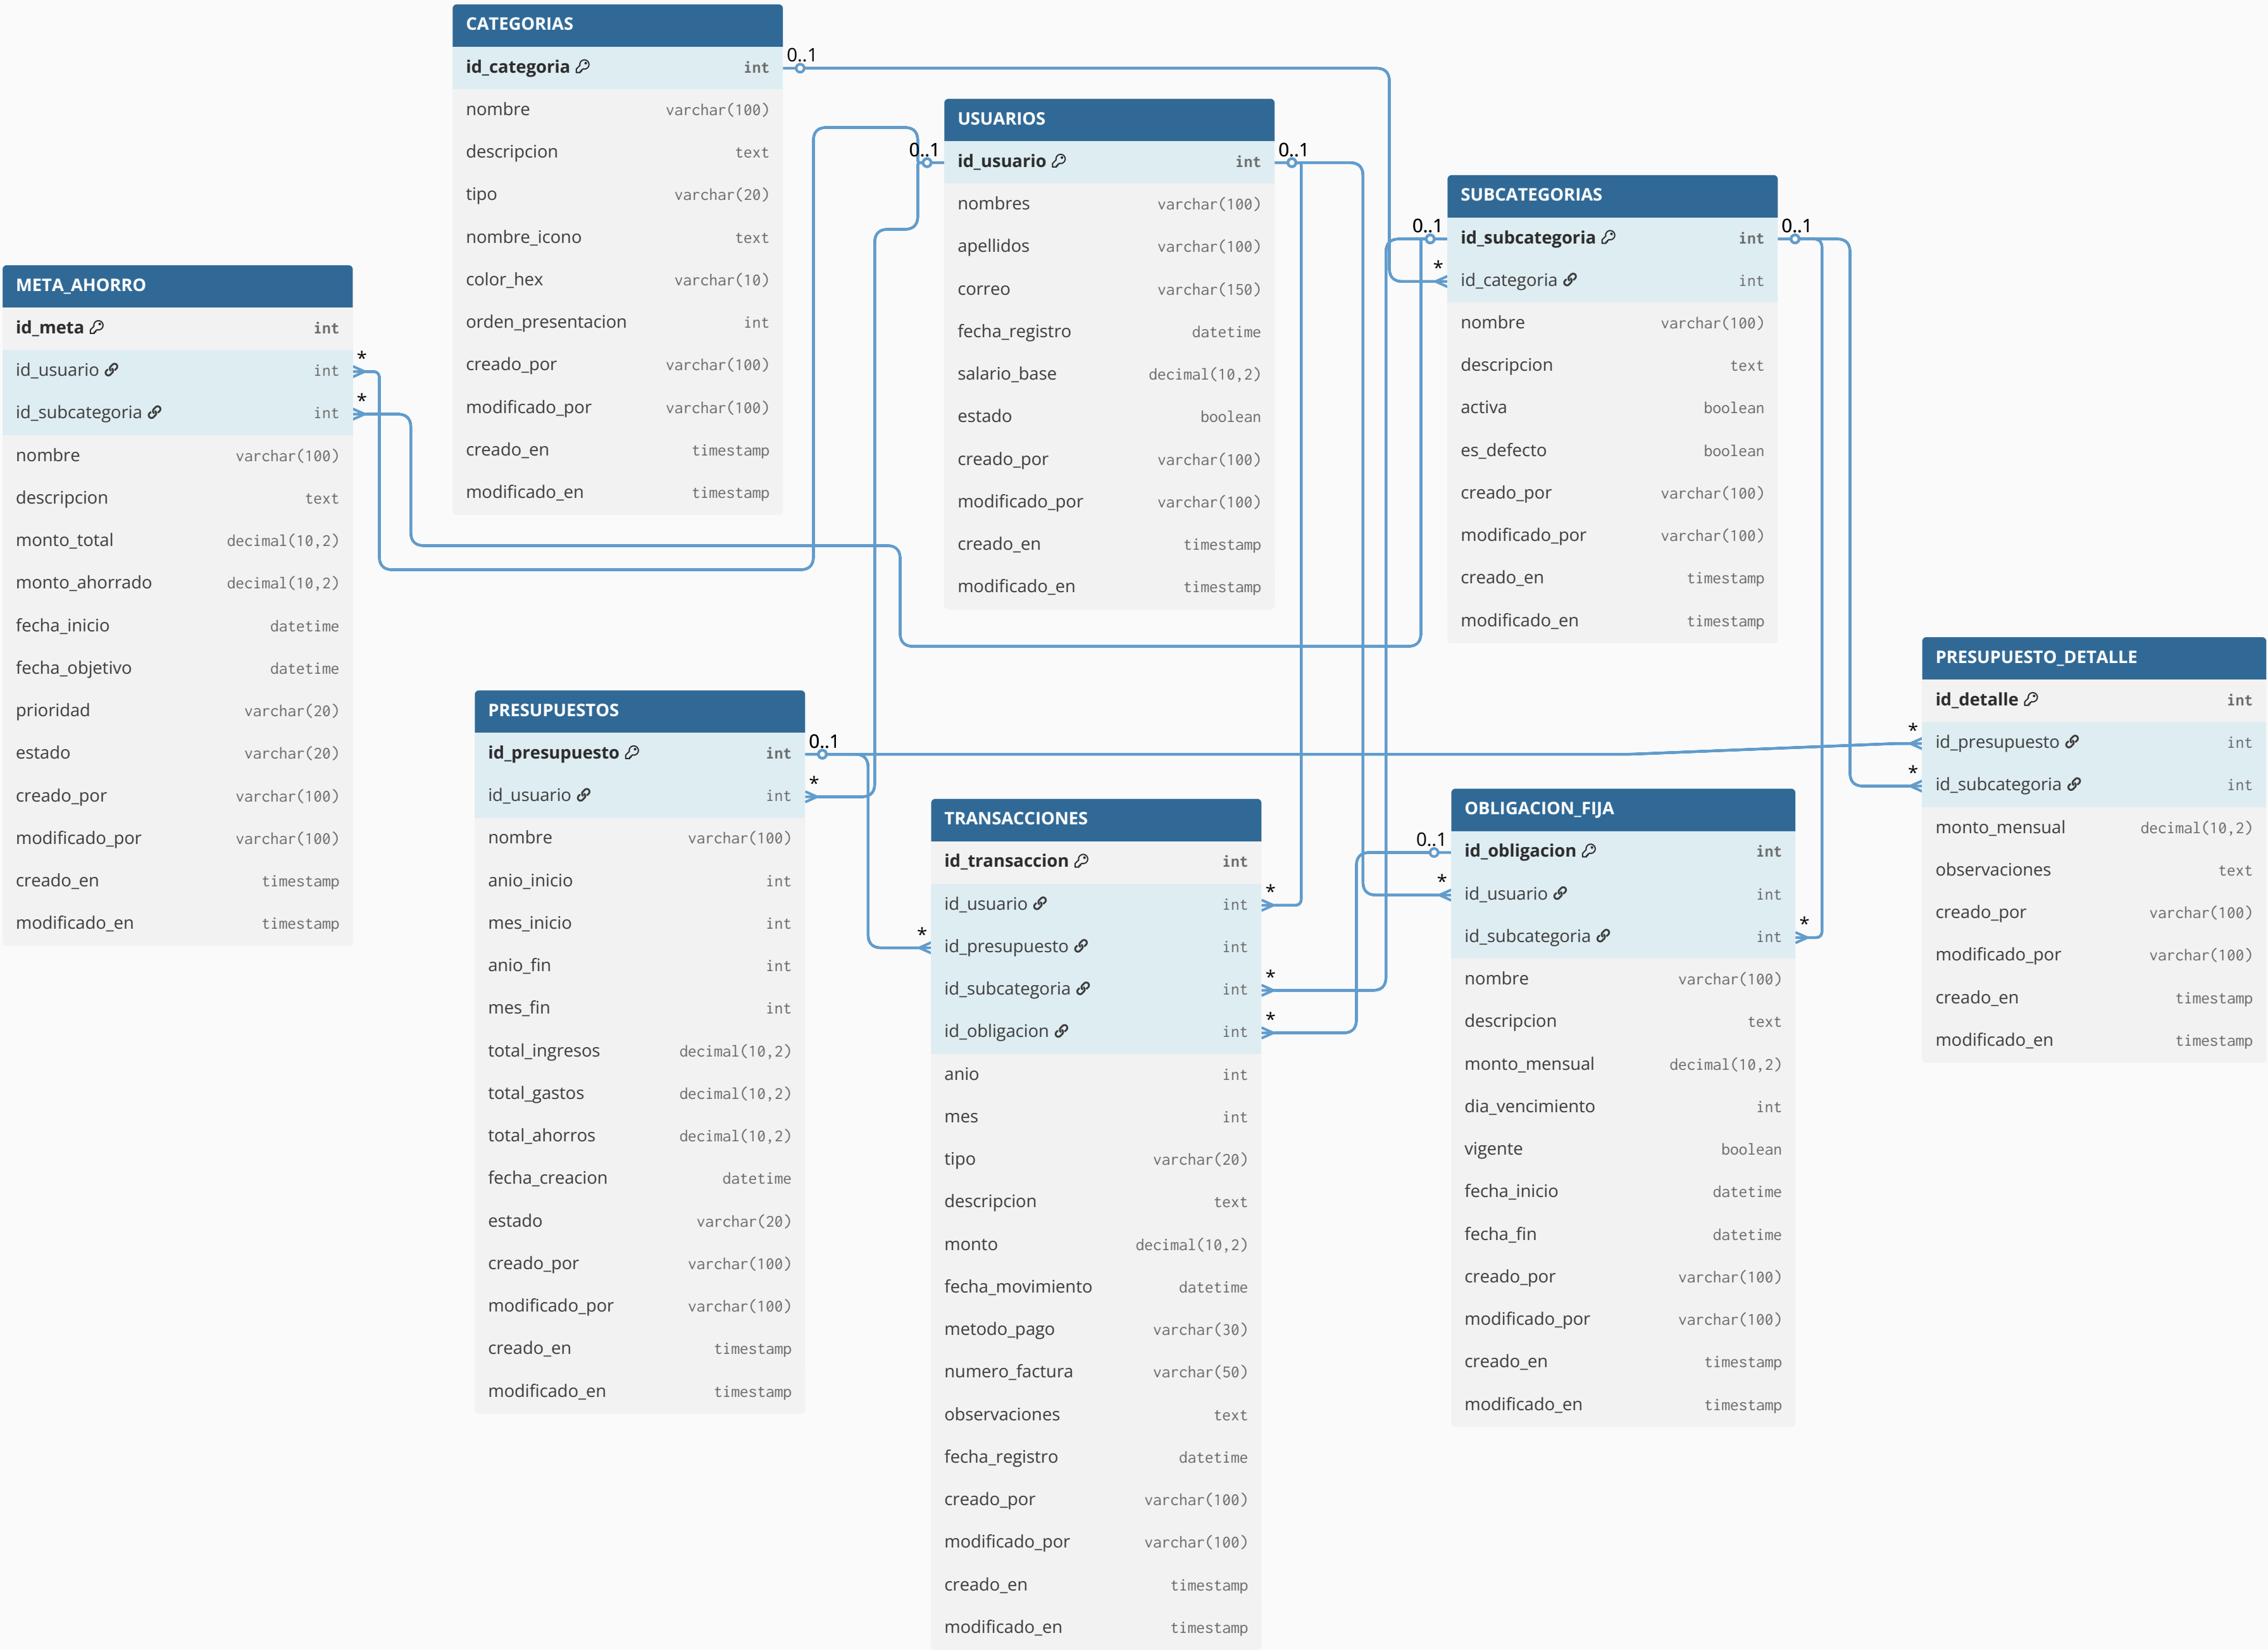 CATEGORIAS
id_categoria int
nombre varchar(100)
descripcion text
tipo varchar(20)
nombre_icono text
color_hex varchar(10)
orden_presentacion int
creado_por varchar(100)
modificado_por varchar(100)
creado_en timestamp
modificado_en timestamp
0..1
USUARIOS
0..1
id_usuario int
0..1
nombres varchar(100)
apellidos varchar(100)
correo varchar(150)
fecha_registro datetime
salario_base decimal(10,2)
estado boolean
creado_por varchar(100)
modificado_por varchar(100)
creado_en timestamp
modificado_en timestamp
SUBCATEGORIAS
0..1
id_subcategoria int
0..1
*
id_categoria int
nombre varchar(100)
descripcion text
activa boolean
es_defecto boolean
creado_por varchar(100)
modificado_por varchar(100)
creado_en timestamp
modificado_en timestamp
META_AHORRO
id_meta int
id_usuario int
*
id_subcategoria int
*
nombre varchar(100)
descripcion text
monto_total decimal(10,2)
monto_ahorrado decimal(10,2)
fecha_inicio datetime
fecha_objetivo datetime
prioridad varchar(20)
estado varchar(20)
creado_por varchar(100)
modificado_por varchar(100)
creado_en timestamp
modificado_en timestamp
PRESUPUESTOS
id_presupuesto int
0..1
id_usuario int
*
nombre varchar(100)
anio_inicio int
mes_inicio int
anio_fin int
mes_fin int
total_ingresos decimal(10,2)
total_gastos decimal(10,2)
total_ahorros decimal(10,2)
fecha_creacion datetime
estado varchar(20)
creado_por varchar(100)
modificado_por varchar(100)
creado_en timestamp
modificado_en timestamp
TRANSACCIONES
id_transaccion int
id_usuario int
*
*
id_presupuesto int
id_subcategoria int
*
id_obligacion int
*
anio int
mes int
tipo varchar(20)
descripcion text
monto decimal(10,2)
fecha_movimiento datetime
metodo_pago varchar(30)
numero_factura varchar(50)
observaciones text
fecha_registro datetime
creado_por varchar(100)
modificado_por varchar(100)
creado_en timestamp
modificado_en timestamp
OBLIGACION_FIJA
0..1
id_obligacion int
*
id_usuario int
id_subcategoria int
*
nombre varchar(100)
descripcion text
monto_mensual decimal(10,2)
dia_vencimiento int
vigente boolean
fecha_inicio datetime
fecha_fin datetime
creado_por varchar(100)
modificado_por varchar(100)
creado_en timestamp
modificado_en timestamp
PRESUPUESTO_DETALLE
id_detalle int
*
id_presupuesto int
*
id_subcategoria int
monto_mensual decimal(10,2)
observaciones text
creado_por varchar(100)
modificado_por varchar(100)
creado_en timestamp
modificado_en timestamp